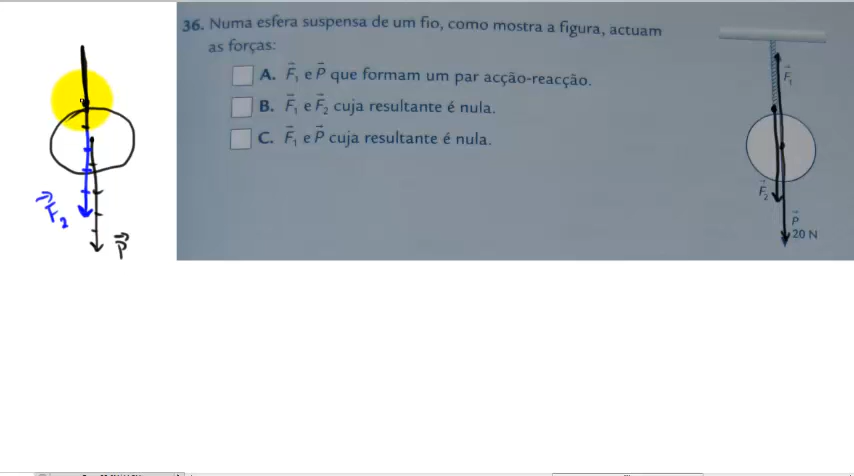 36. Numa esfera suspensa de um fio, como mostra a figura, actuam
as forças:
A. F⃗₁ e P⃗ que formam um par acção-reacção.
B. F⃗₁ e F⃗₂ cuja resultante é nula.
C. F⃗₁ e P⃗ cuja resultante é nula.
F⃗₁
F⃗₂
P⃗
20 N
F⃗₂
P⃗